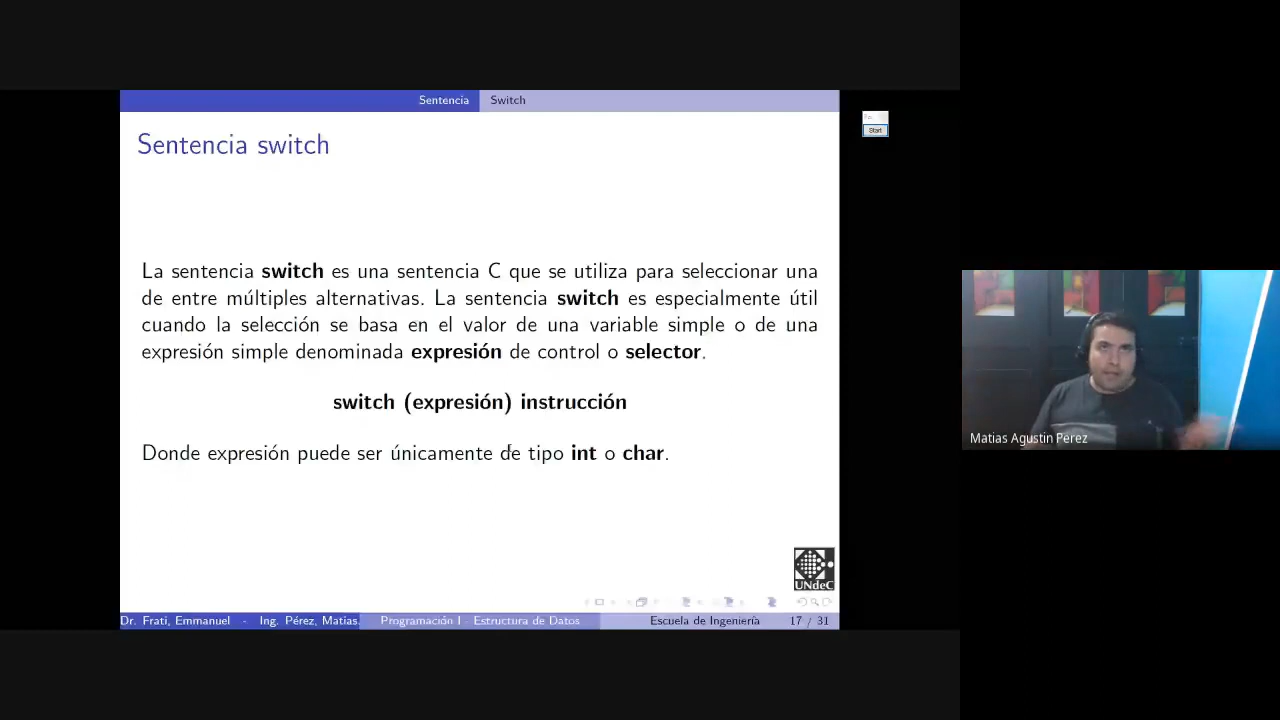 Sentencia Switch
Sentencia switch
Start
La sentencia switch es una sentencia C que se utiliza para seleccionar una
de entre múltiples alternativas. La sentencia switch es especialmente útil
cuando la selección se basa en el valor de una variable simple o de una
expresión simple denominada expresión de control o selector.
switch (expresión) instrucción
Donde expresión puede ser únicamente de tipo int o char.
Matias Agustin Perez
UNdeC
Dr. Frati, Emmanuel - Ing. Pérez, Matias. Programación I - Estructura de Datos Escuela de Ingeniería 17 / 31